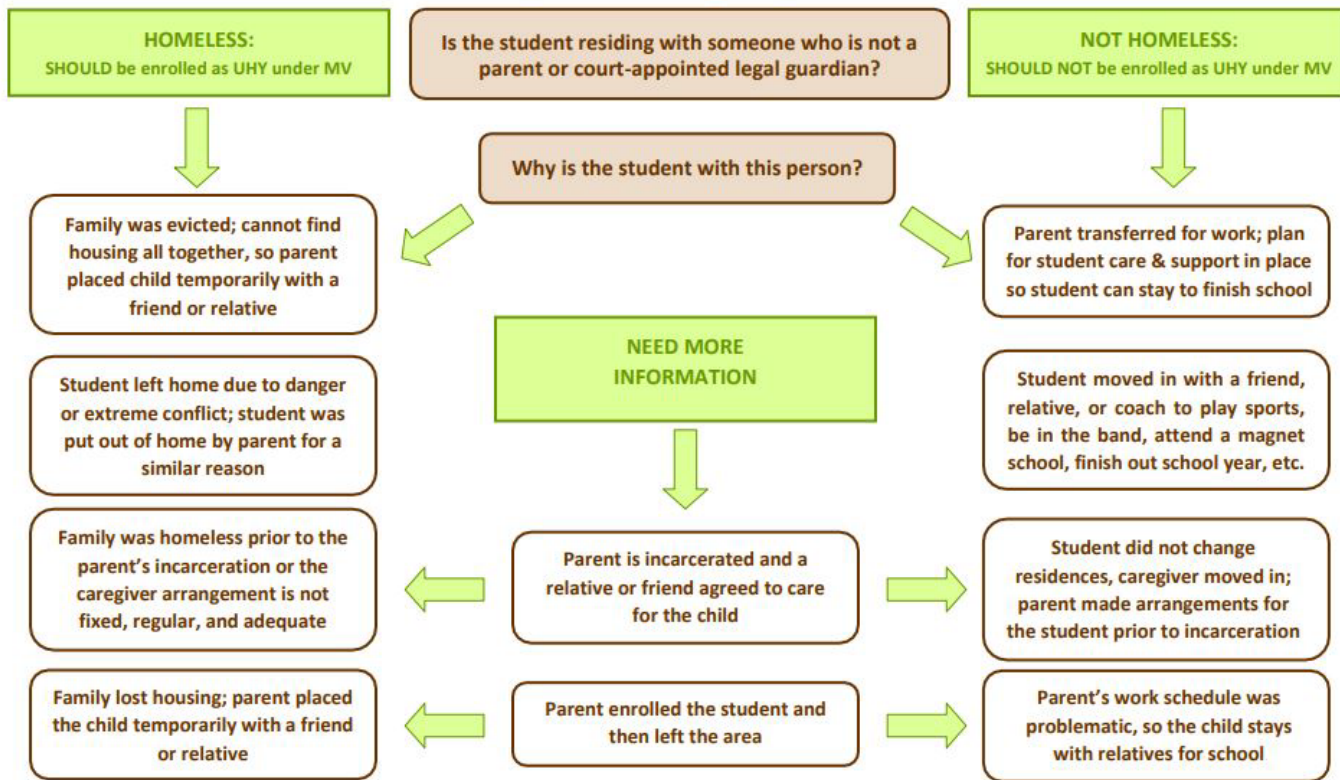 HOMELESS:
SHOULD be enrolled as UHY under MV
Is the student residing with someone who is not a
parent or court-appointed legal guardian?
NOT HOMELESS:
SHOULD NOT be enrolled as UHY under MV
Why is the student with this person?
Family was evicted; cannot find
housing all together, so parent
placed child temporarily with a
friend or relative
Parent transferred for work; plan
for student care & support in place
so student can stay to finish school
NEED MORE
INFORMATION
Student left home due to danger
or extreme conflict; student was
put out of home by parent for a
similar reason
Student moved in with a friend,
relative, or coach to play sports,
be in the band, attend a magnet
school, finish out school year, etc.
Family was homeless prior to the
parent’s incarceration or the
caregiver arrangement is not
fixed, regular, and adequate
Parent is incarcerated and a
relative or friend agreed to care
for the child
Student did not change
residences, caregiver moved in;
parent made arrangements for
the student prior to incarceration
Family lost housing; parent placed
the child temporarily with a friend
or relative
Parent enrolled the student and
then left the area
Parent’s work schedule was
problematic, so the child stays
with relatives for school